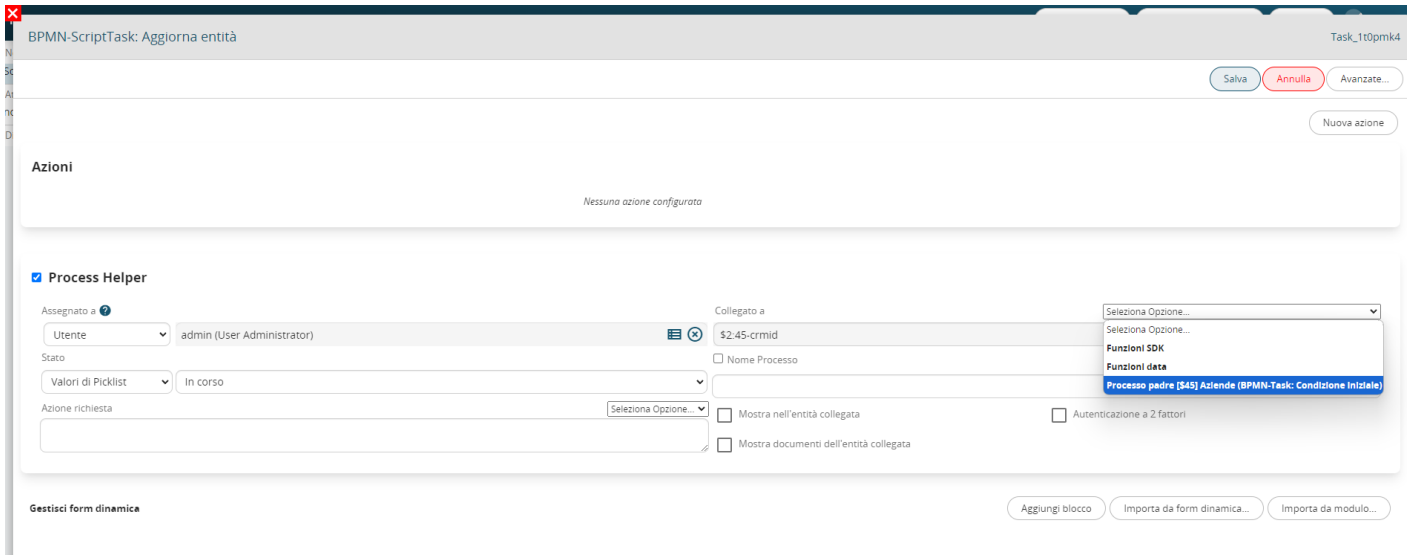 BPMN-ScriptTask: Aggiorna entità
Task_1t0pmk4
Salva
Annulla
Avanzate...
Nuova azione
Azioni
Nessuna azione configurata
Process Helper
Assegnato a
Collegato a
Seleziona Opzione...
Utente
admin (User Administrator)
$2:45-crmid
Seleziona Opzione...
Funzioni SDK
Funzioni data
Processo padre [$45] Aziende (BPMN-Task: Condizione Iniziale)
Stato
Nome Processo
Valori di Picklist
In corso
Azione richiesta
Seleziona Opzione...
Mostra nell'entità collegata
Autenticazione a 2 fattori
Mostra documenti dell'entità collegata
Gestisci form dinamica
Aggiungi blocco
Importa da form dinamica...
Importa da modulo...